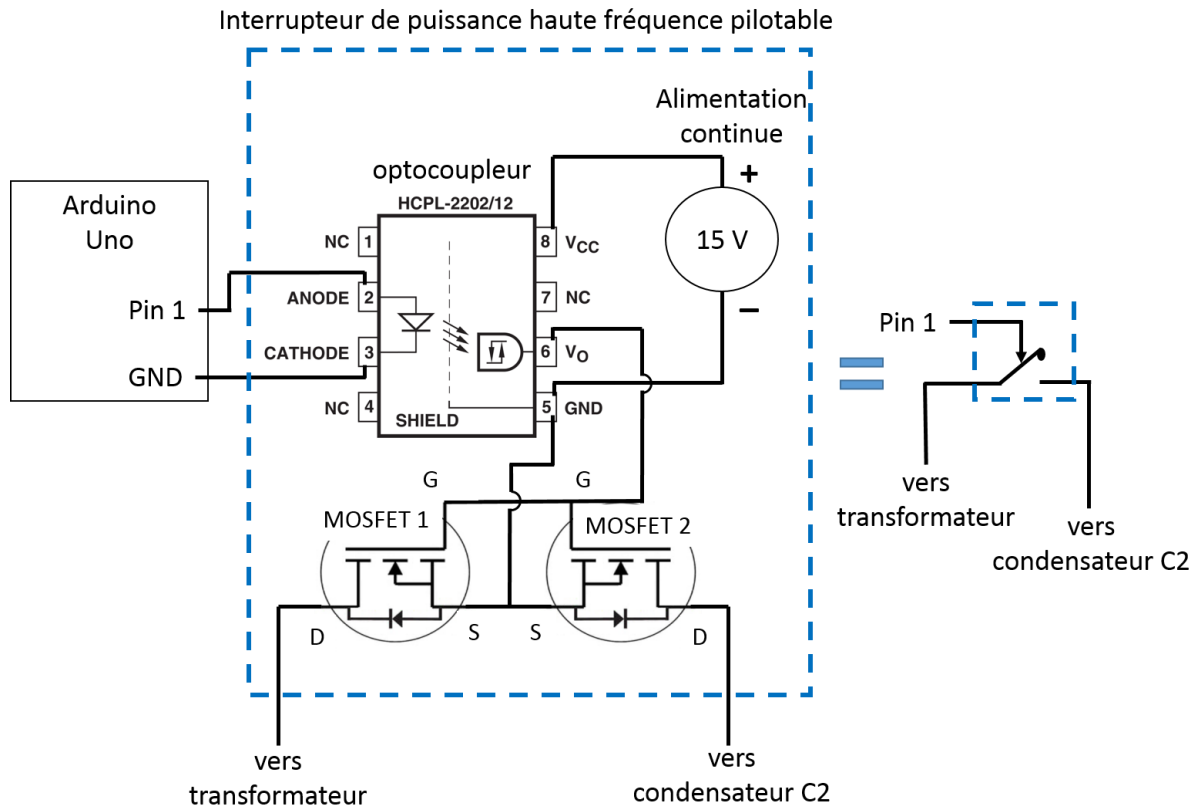 Interrupteur de puissance haute fréquence pilotable
Alimentation
continue
optocoupleur
HCPL-2202/12
+
Arduino
Uno
NC 1
8 VCC
15 V
ANODE 2
7 NC
Pin 1
−
CATHODE 3
6 VO
GND
NC 4
5 GND
SHIELD
Pin 1
=
G
G
MOSFET 1
MOSFET 2
vers
transformateur
vers
condensateur C2
D
S
S
D
vers
transformateur
vers
condensateur C2